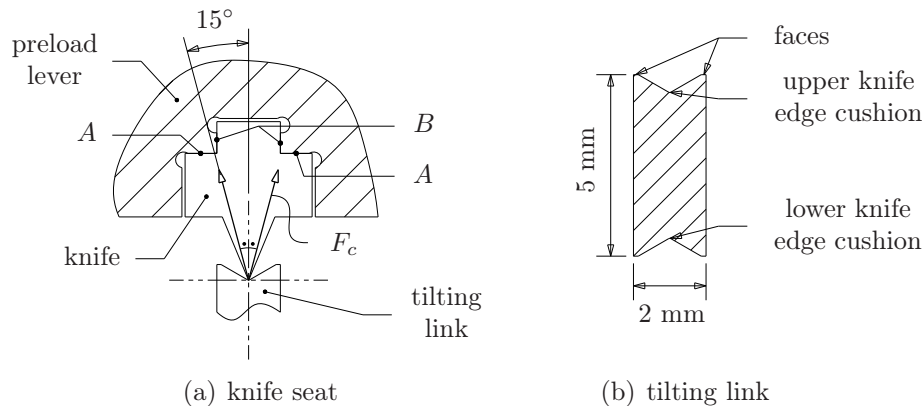 15°
preload
lever
A
B
A
knife
F_c
tilting
link
(a) knife seat
faces
upper knife
edge cushion
5 mm
lower knife
edge cushion
2 mm
(b) tilting link